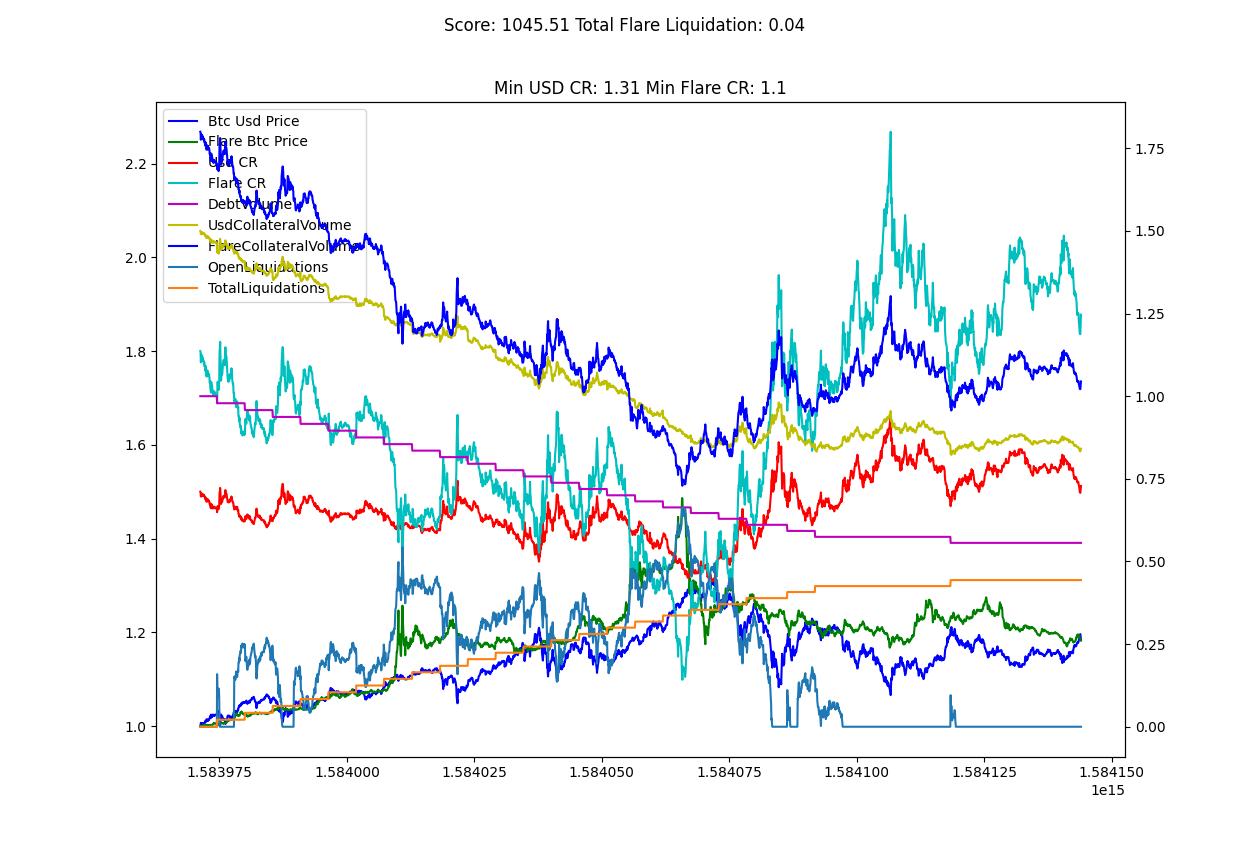 Score: 1045.51 Total Flare Liquidation: 0.04
Min USD CR: 1.31 Min Flare CR: 1.1
Btc Usd Price
Flare Btc Price
Usd CR
Flare CR
DebtVolume
UsdCollateralVolume
FlareCollateralVolume
OpenLiquidations
TotalLiquidations
2.2
2.0
1.8
1.6
1.4
1.2
1.0
1.75
1.50
1.25
1.00
0.75
0.50
0.25
0.00
1.583975 1.584000 1.584025 1.584050 1.584075 1.584100 1.584125 1.584150
1e15